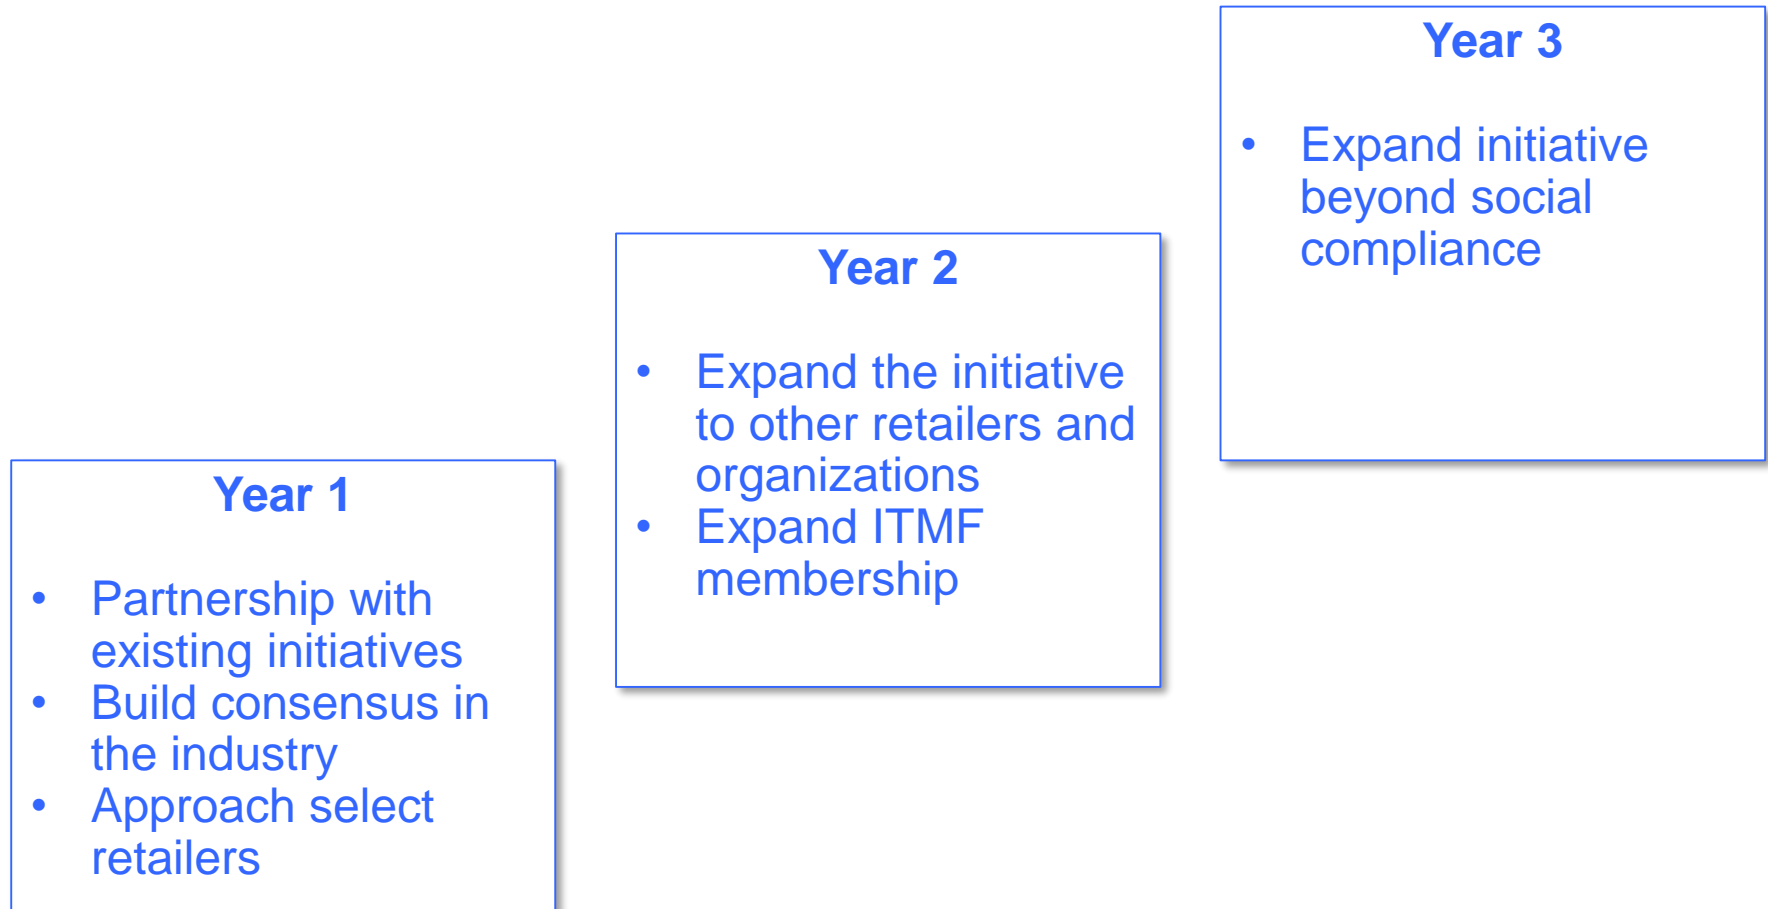 Year 1
• Partnership with
existing initiatives
• Build consensus in
the industry
• Approach select
retailers
Year 2
• Expand the initiative
to other retailers and
organizations
• Expand ITMF
membership
Year 3
• Expand initiative
beyond social
compliance